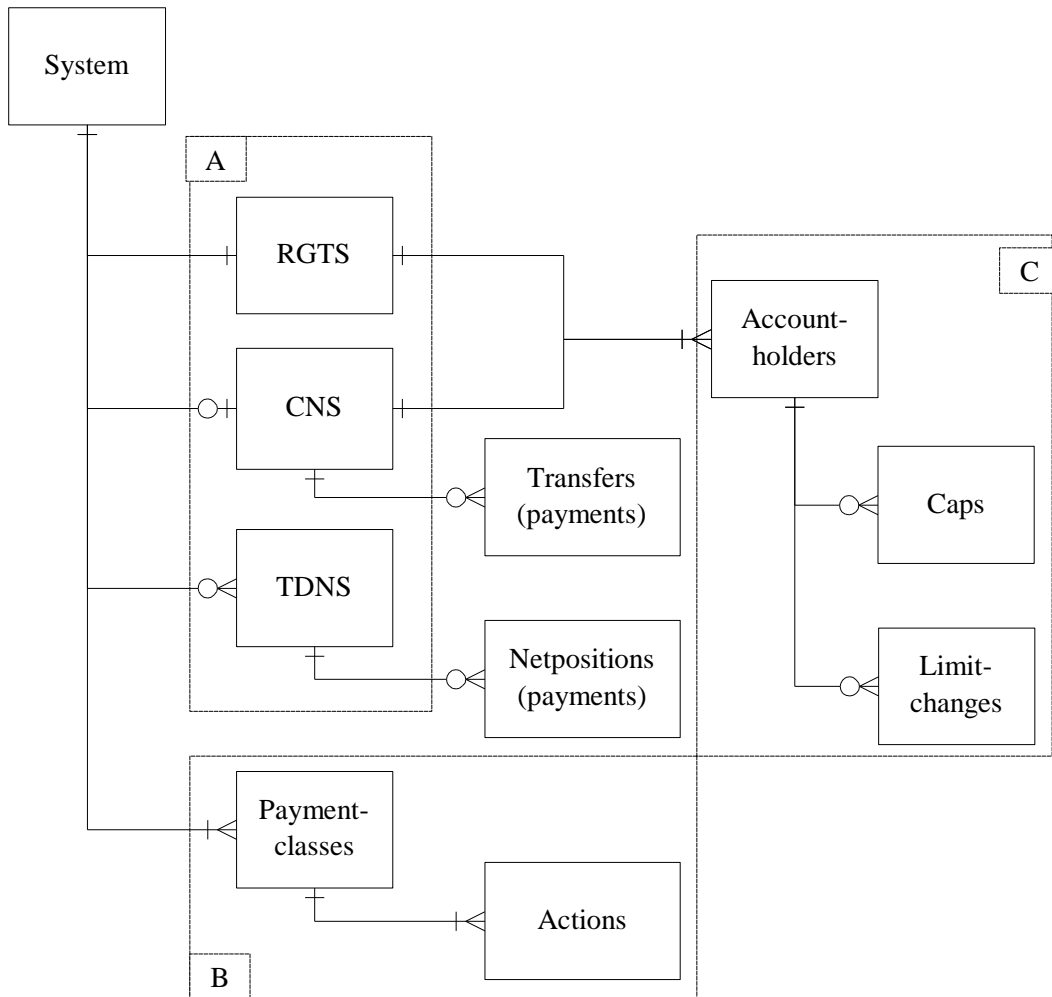 System
A
RGTS
C
Account-
holders
CNS
Transfers
(payments)
Caps
TDNS
Netpositions
(payments)
Limit-
changes
Payment-
classes
Actions
B